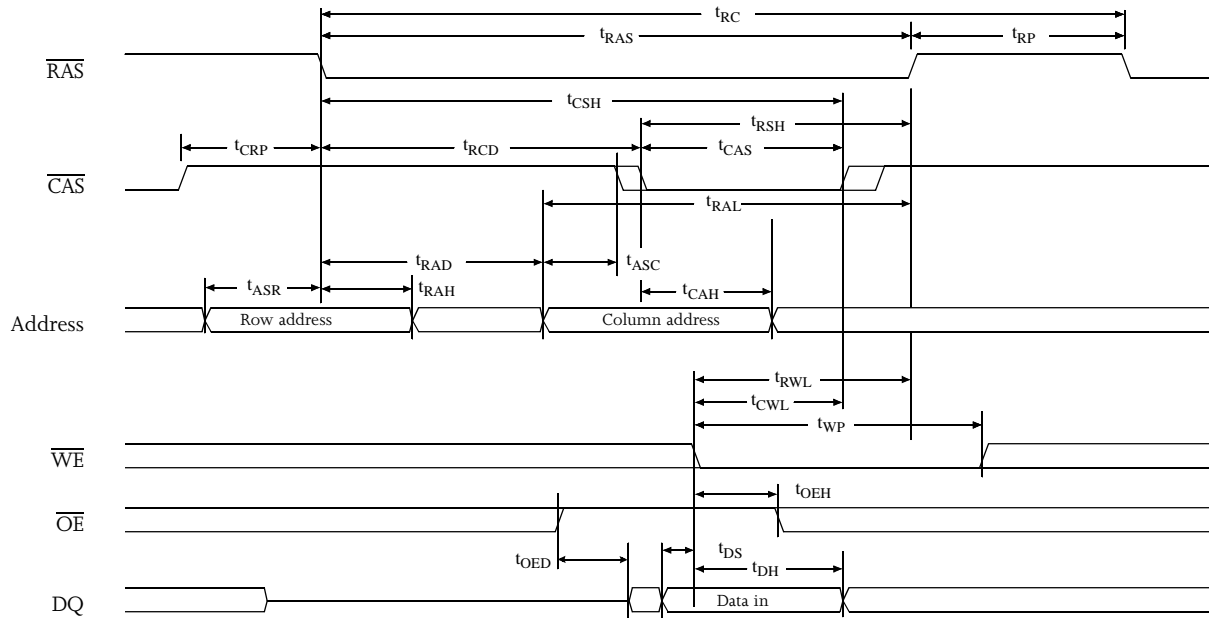 tRC
tRAS
tRP
RAS
tCSH
tRSH
tCRP
tRCD
tCAS
CAS
tRAL
tRAD
tASC
tASR
tRAH
tCAH
Address
Row address
Column address
tRWL
tCWL
tWP
WE
tOEH
OE
tOED
tDS
tDH
DQ
Data in